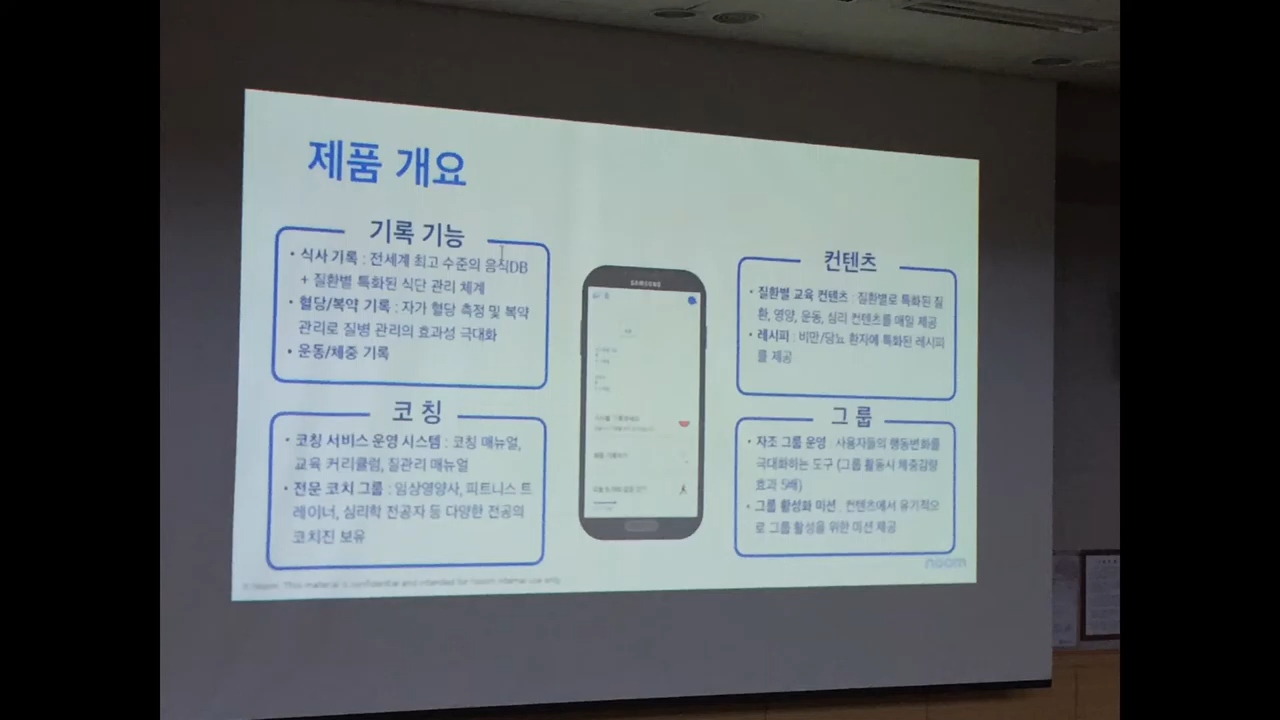 제품 개요
기록 기능
• 식사 기록 : 전세계 최고 수준의 음식DB
+ 질환별 특화된 식단 관리 체계
• 혈당/복약 기록 : 자가 혈당 측정 및 복약
관리로 질병 관리의 효과성 극대화
• 운동/체중 기록
코 칭
• 코칭 서비스 운영 시스템 : 코칭 매뉴얼,
교육 커리큘럼, 질관리 매뉴얼
• 전문 코치 그룹 : 임상영양사, 피트니스 트
레이너, 심리학 전공자 등 다양한 전공의
코치진 보유
SAMSUNG
컨텐츠
• 질환별 교육 컨텐츠 : 질환별로 특화된 질
환, 영양, 운동, 심리 컨텐츠를 매일 제공
• 레시피 : 비만/당뇨 환자에 특화된 레시피
를 제공
그 룹
• 자조 그룹 운영 : 사용자들의 행동변화를
극대화하는 도구 (그룹 활동시 체중감량
효과 5배)
• 그룹 활성화 미션 : 컨텐츠에서 유기적으
로 그룹 활성을 위한 미션 제공
noom
This material is confidential and intended for noom internal use only.